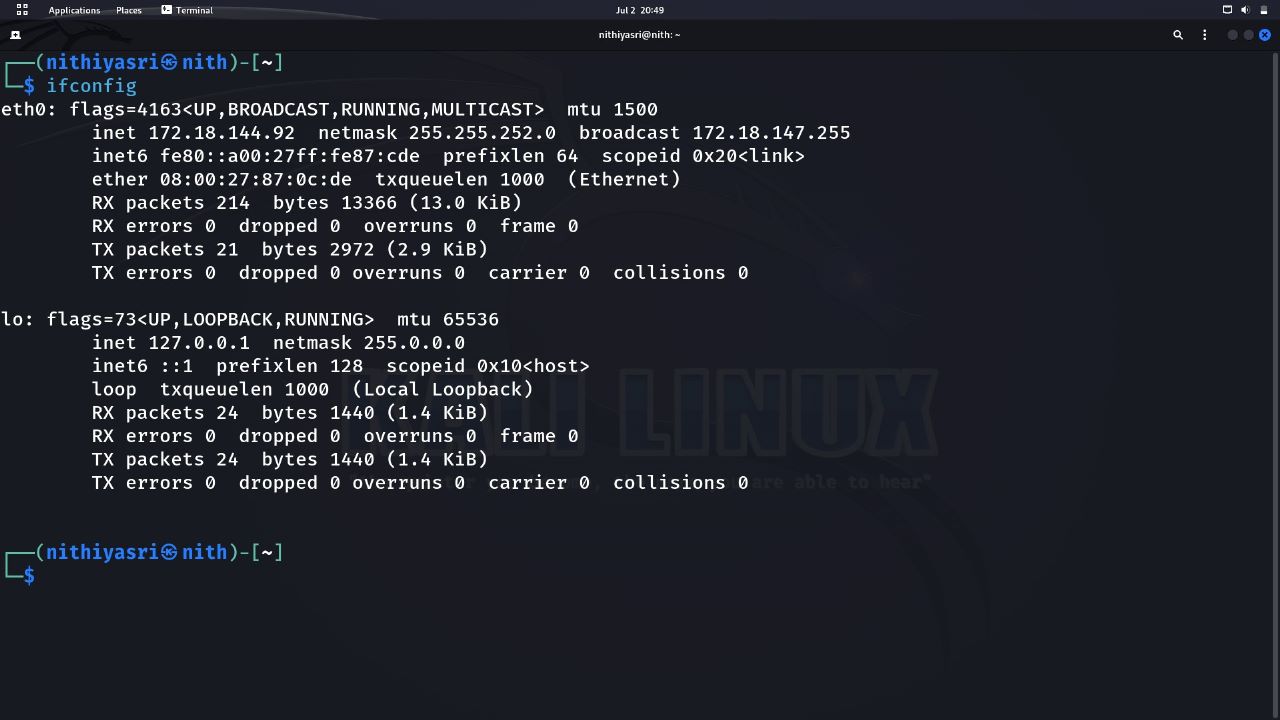 Applications Places Terminal Jul 2 20:49
nithiyasri@nith: ~
┌──(nithiyasri㉿nith)-[~]
└─$ ifconfig
eth0: flags=4163<UP,BROADCAST,RUNNING,MULTICAST>  mtu 1500
        inet 172.18.144.92  netmask 255.255.252.0  broadcast 172.18.147.255
        inet6 fe80::a00:27ff:fe87:cde  prefixlen 64  scopeid 0x20<link>
        ether 08:00:27:87:0c:de  txqueuelen 1000  (Ethernet)
        RX packets 214  bytes 13366 (13.0 KiB)
        RX errors 0  dropped 0  overruns 0  frame 0
        TX packets 21  bytes 2972 (2.9 KiB)
        TX errors 0  dropped 0 overruns 0  carrier 0  collisions 0
lo: flags=73<UP,LOOPBACK,RUNNING>  mtu 65536
        inet 127.0.0.1  netmask 255.0.0.0
        inet6 ::1  prefixlen 128  scopeid 0x10<host>
        loop  txqueuelen 1000  (Local Loopback)
        RX packets 24  bytes 1440 (1.4 KiB)
        RX errors 0  dropped 0  overruns 0  frame 0
        TX packets 24  bytes 1440 (1.4 KiB)
        TX errors 0  dropped 0 overruns 0  carrier 0  collisions 0
KALI LINUX
are able to hear"
┌──(nithiyasri㉿nith)-[~]
└─$